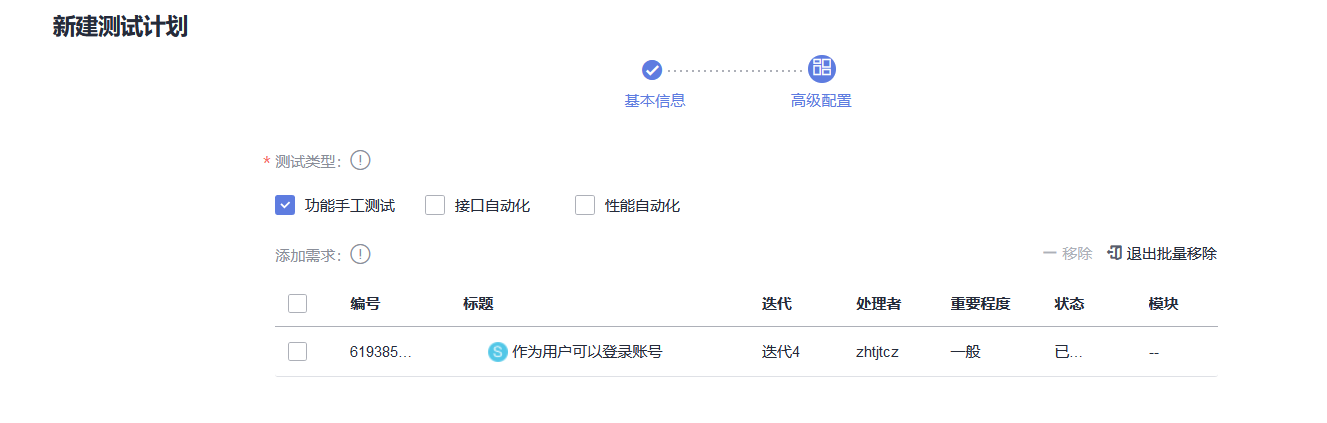 新建测试计划
基本信息 高级配置
* 测试类型: !
功能手工测试 接口自动化 性能自动化
添加需求: ! 移除 退出批量移除
编号 标题 迭代 处理者 重要程度 状态 模块
619385... S 作为用户可以登录账号 迭代4 zhtjtcz 一般 已... --